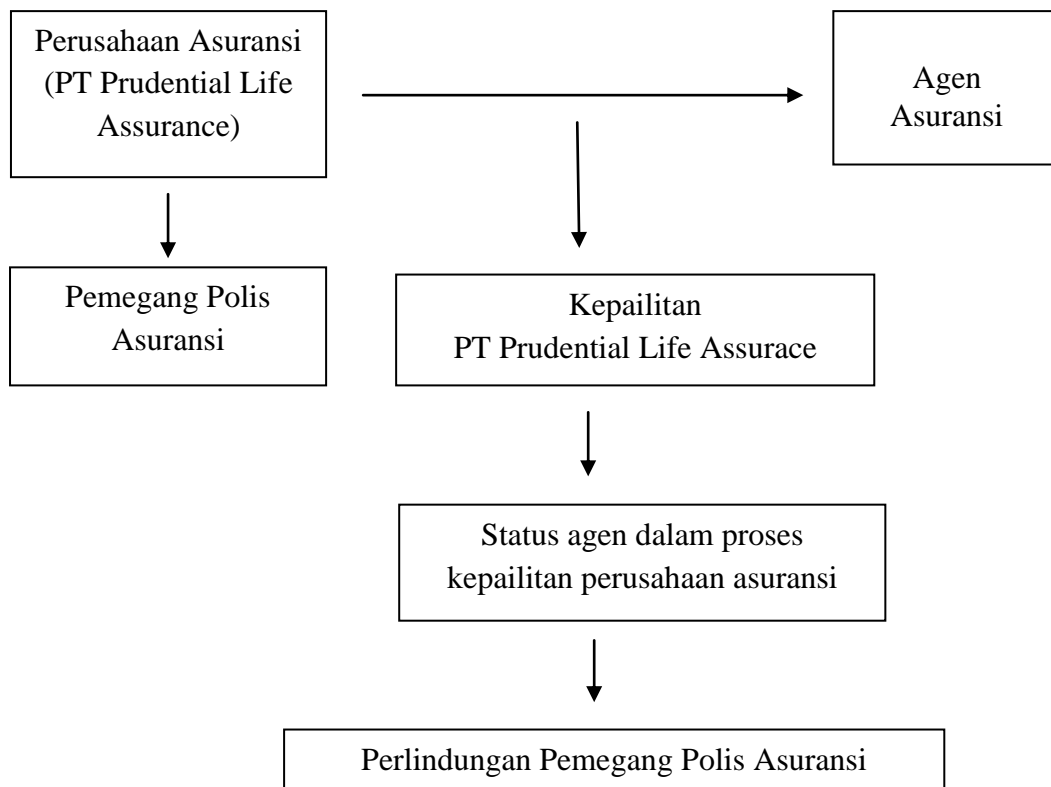 Perusahaan Asuransi
(PT Prudential Life
Assurance)
Agen
Asuransi
Pemegang Polis
Asuransi
Kepailitan
PT Prudential Life Assurace
Status agen dalam proses
kepailitan perusahaan asuransi
Perlindungan Pemegang Polis Asuransi